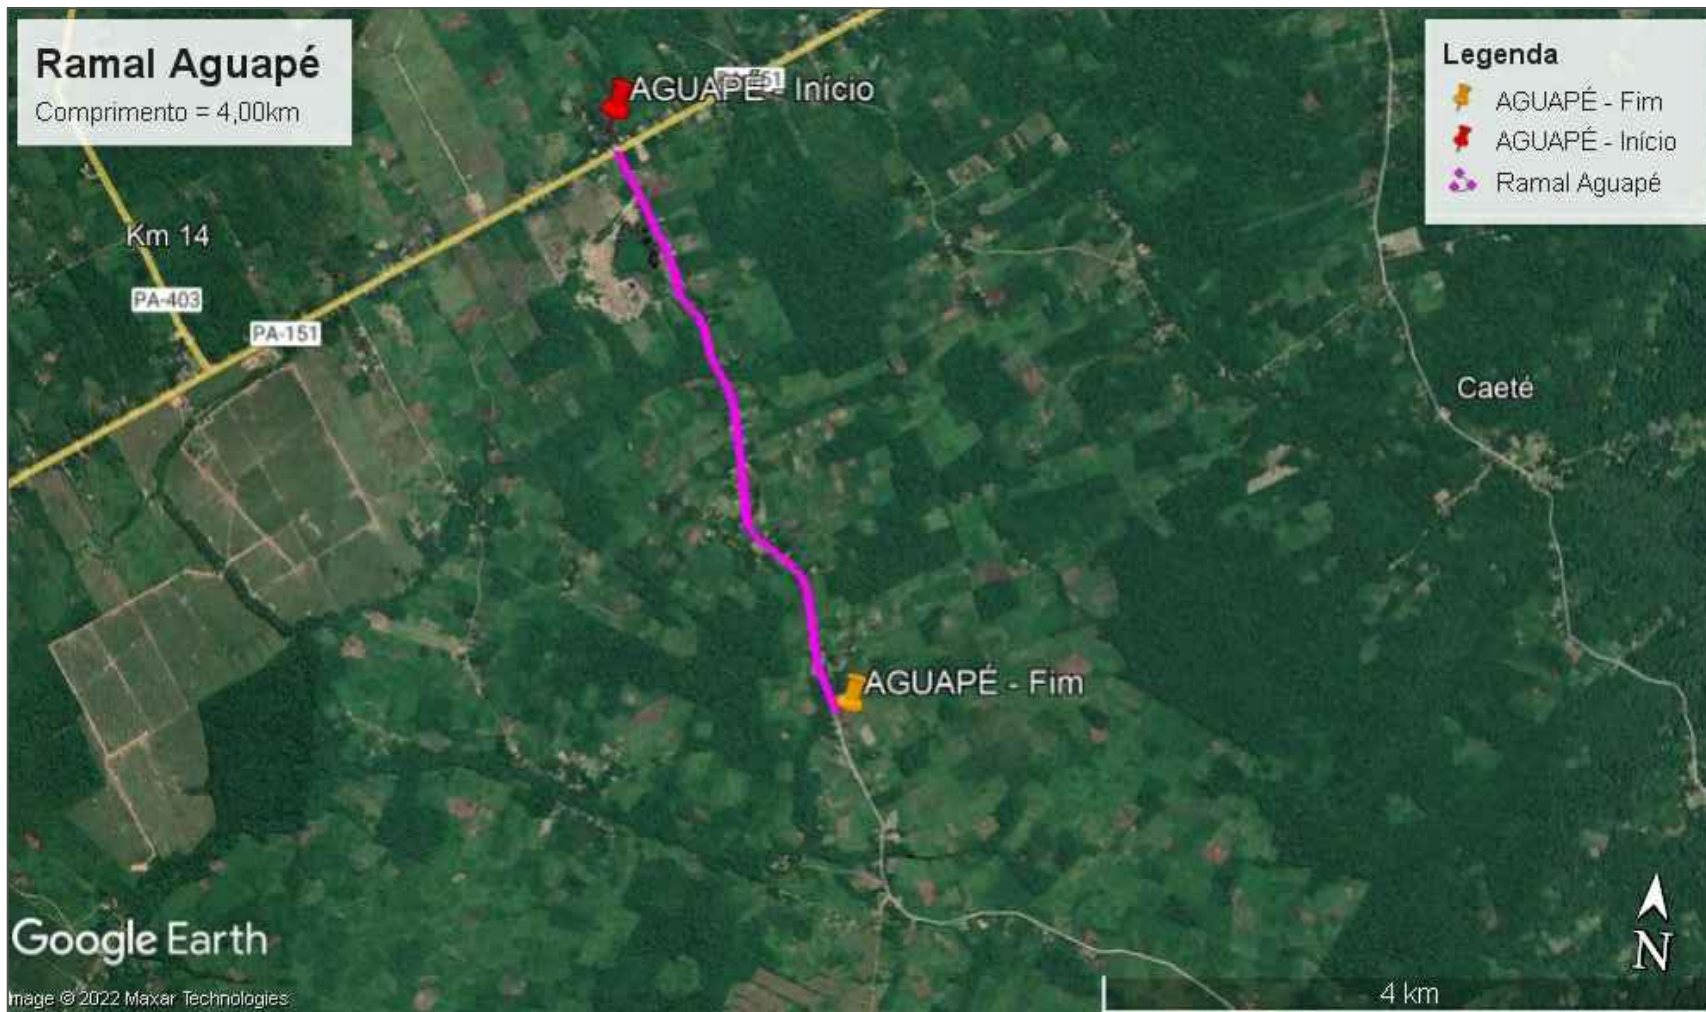 Ramal Aguapé
Comprimento = 4,00km
Legenda
AGUAPÉ - Fim
AGUAPÉ - Início
Ramal Aguapé
AGUAPÉ - Início
Km 14
PA-403
PA-151
Caeté
AGUAPÉ - Fim
Google Earth
N
mage © 2022 Maxar Technologies
4 km